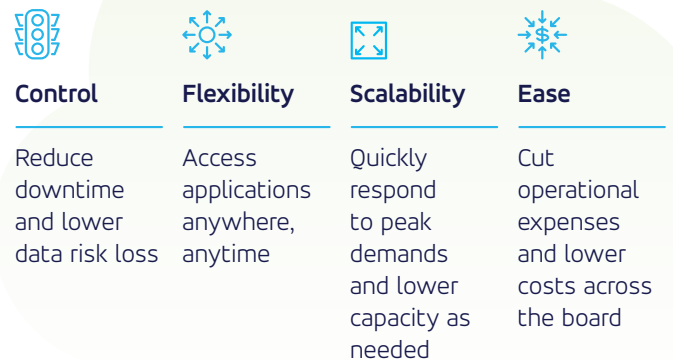 $
Control
Flexibility
Scalability
Ease
Reduce
downtime
and lower
data risk loss
Access
applications
anywhere,
anytime
Quickly
respond
to peak
demands
and lower
capacity as
needed
Cut
operational
expenses
and lower
costs across
the board